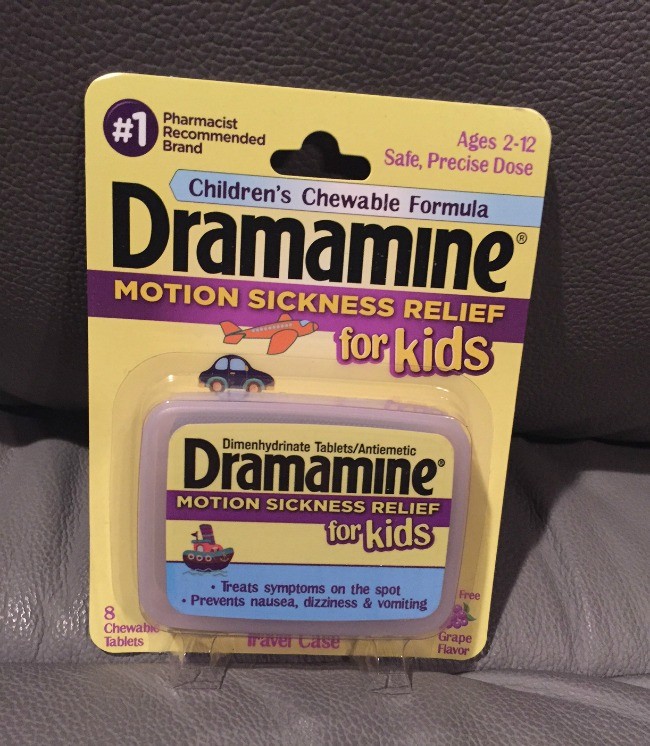 #1
Pharmacist
Recommended
Brand
Ages 2-12
Safe, Precise Dose
Children's Chewable Formula
Dramamine®
MOTION SICKNESS RELIEF
for kids
Dimenhydrinate Tablets/Antiemetic
Dramamine®
MOTION SICKNESS RELIEF
for kids
• Treats symptoms on the spot
• Prevents nausea, dizziness & vomiting
8
Chewable
Tablets
Travel Case
Free
Grape
Flavor